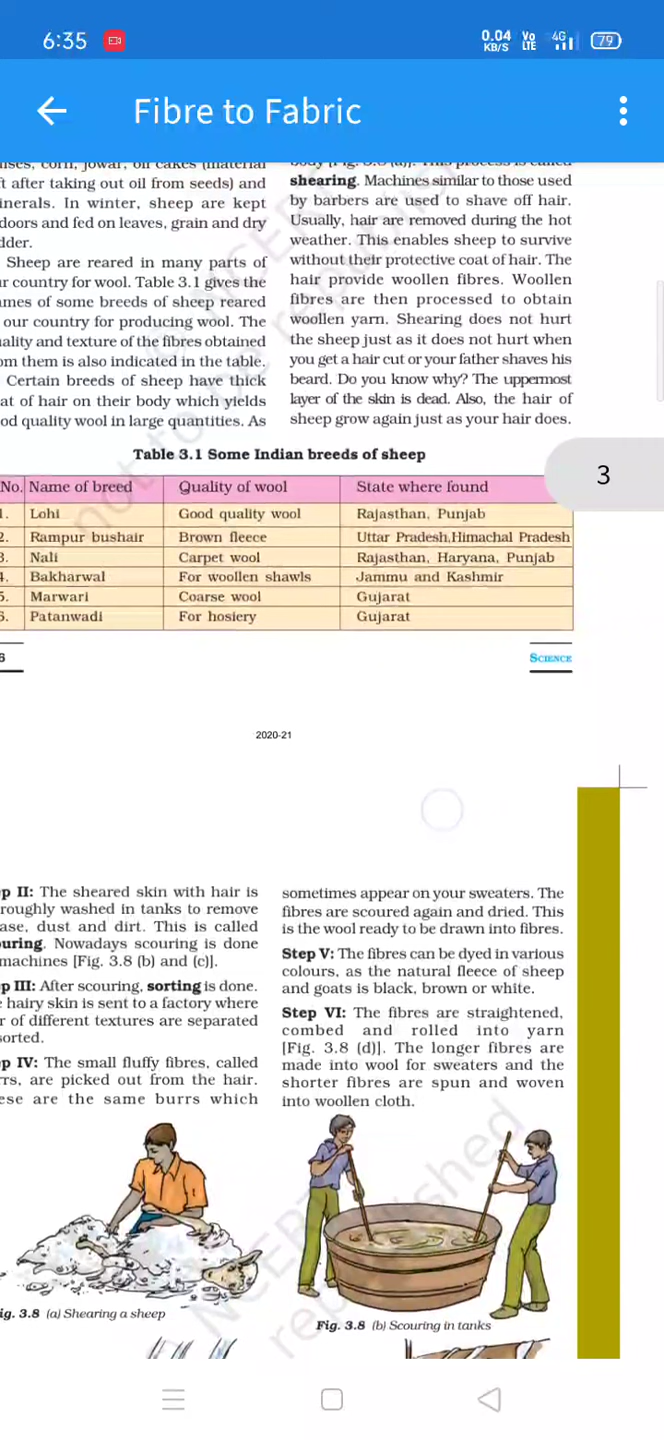 6:35
0.04 KB/S Vo LTE 4G 79
Fibre to Fabric
corn, jowar, oil cakes (material
t after taking out oil from seeds) and
inerals. In winter, sheep are kept
doors and fed on leaves, grain and dry
dder.
Sheep are reared in many parts of
ur country for wool. Table 3.1 gives the
ames of some breeds of sheep reared
our country for producing wool. The
ality and texture of the fibres obtained
om them is also indicated in the table.
Certain breeds of sheep have thick
at of hair on their body which yields
od quality wool in large quantities. As
shearing. Machines similar to those used
by barbers are used to shave off hair.
Usually, hair are removed during the hot
weather. This enables sheep to survive
without their protective coat of hair. The
hair provide woollen fibres. Woollen
fibres are then processed to obtain
woollen yarn. Shearing does not hurt
the sheep just as it does not hurt when
you get a hair cut or your father shaves his
beard. Do you know why? The uppermost
layer of the skin is dead. Also, the hair of
sheep grow again just as your hair does.
Table 3.1 Some Indian breeds of sheep
3
No. Name of breed Quality of wool State where found
1. Lohi Good quality wool Rajasthan, Punjab
2. Rampur bushair Brown fleece Uttar Pradesh,Himachal Pradesh
3. Nali Carpet wool Rajasthan, Haryana, Punjab
4. Bakharwal For woollen shawls Jammu and Kashmir
5. Marwari Coarse wool Gujarat
6. Patanwadi For hosiery Gujarat
6 SCIENCE
2020-21
p II: The sheared skin with hair is
roughly washed in tanks to remove
ase, dust and dirt. This is called
uring. Nowadays scouring is done
machines [Fig. 3.8 (b) and (c)].
p III: After scouring, sorting is done.
e hairy skin is sent to a factory where
r of different textures are separated
sorted.
p IV: The small fluffy fibres, called
rrs, are picked out from the hair.
ese are the same burrs which
sometimes appear on your sweaters. The
fibres are scoured again and dried. This
is the wool ready to be drawn into fibres.
Step V: The fibres can be dyed in various
colours, as the natural fleece of sheep
and goats is black, brown or white.
Step VI: The fibres are straightened,
combed and rolled into yarn
[Fig. 3.8 (d)]. The longer fibres are
made into wool for sweaters and the
shorter fibres are spun and woven
into woollen cloth.
ig. 3.8 (a) Shearing a sheep
Fig. 3.8 (b) Scouring in tanks